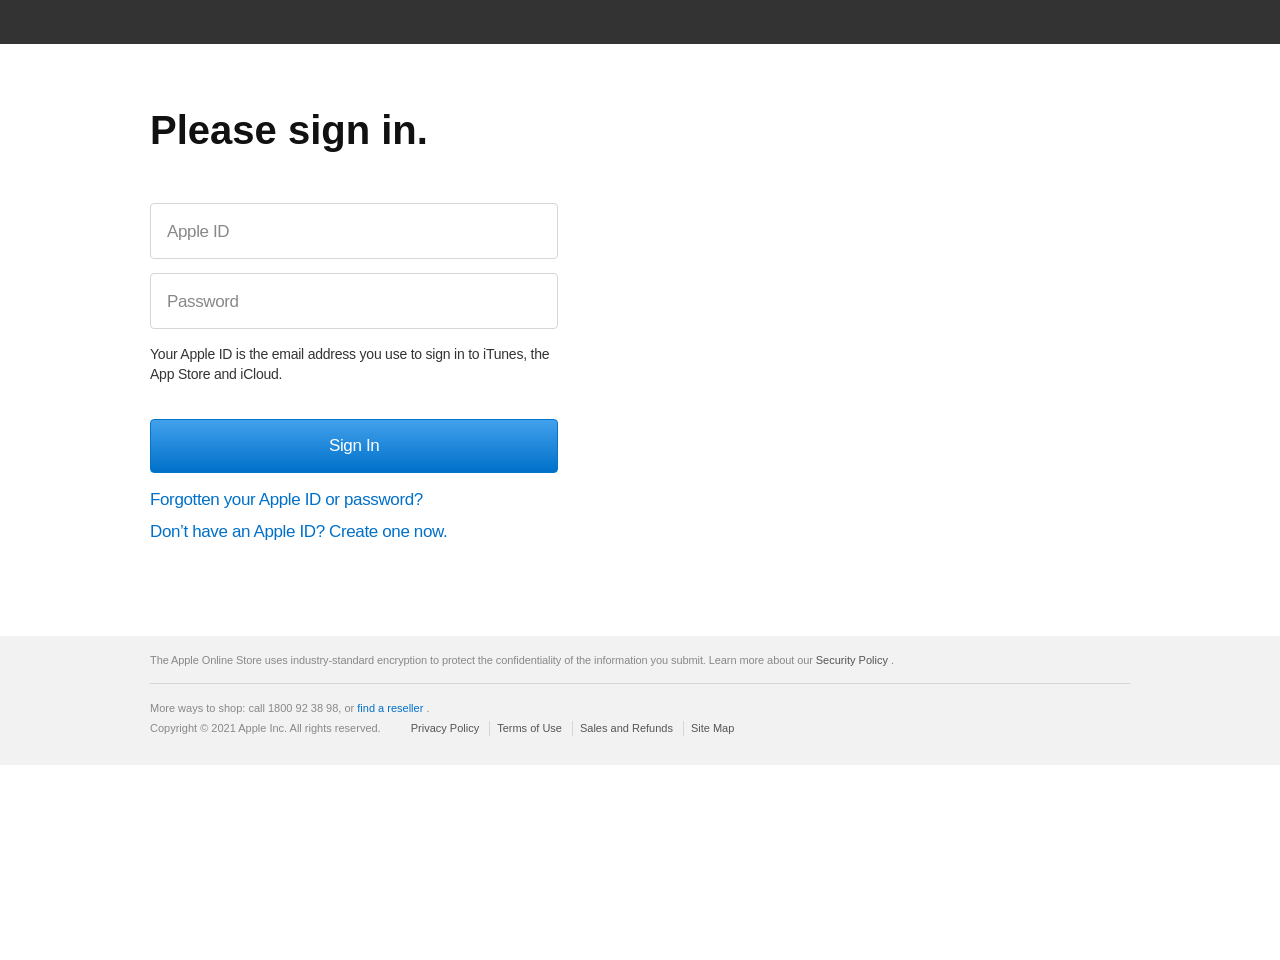 Please sign in.
Apple ID
Password
Your Apple ID is the email address you use to sign in to iTunes, the
App Store and iCloud.
Sign In
Forgotten your Apple ID or password?
Don’t have an Apple ID? Create one now.
The Apple Online Store uses industry-standard encryption to protect the confidentiality of the information you submit. Learn more about our Security Policy .
More ways to shop: call 1800 92 38 98, or find a reseller .
Copyright © 2021 Apple Inc. All rights reserved. Privacy Policy Terms of Use Sales and Refunds Site Map